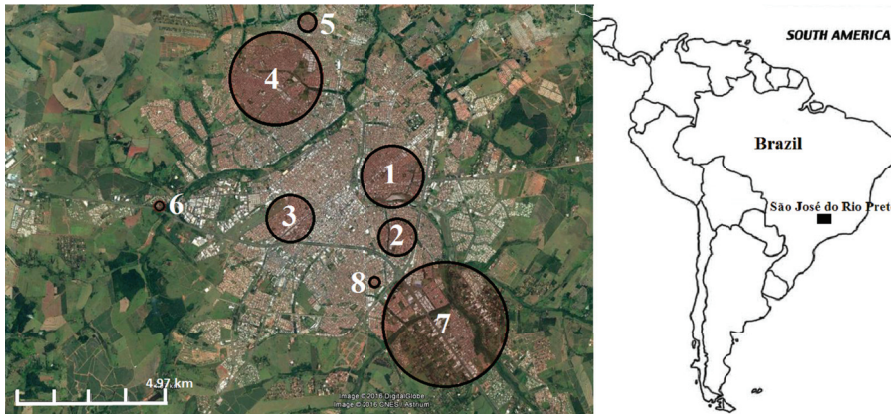 5
4
1
6
3
2
8
7
4.97 km
Image © 2016 DigitalGlobe
Image © 2016 CNES / Astrium
SOUTH AMERICA
Brazil
São José do Rio Pret